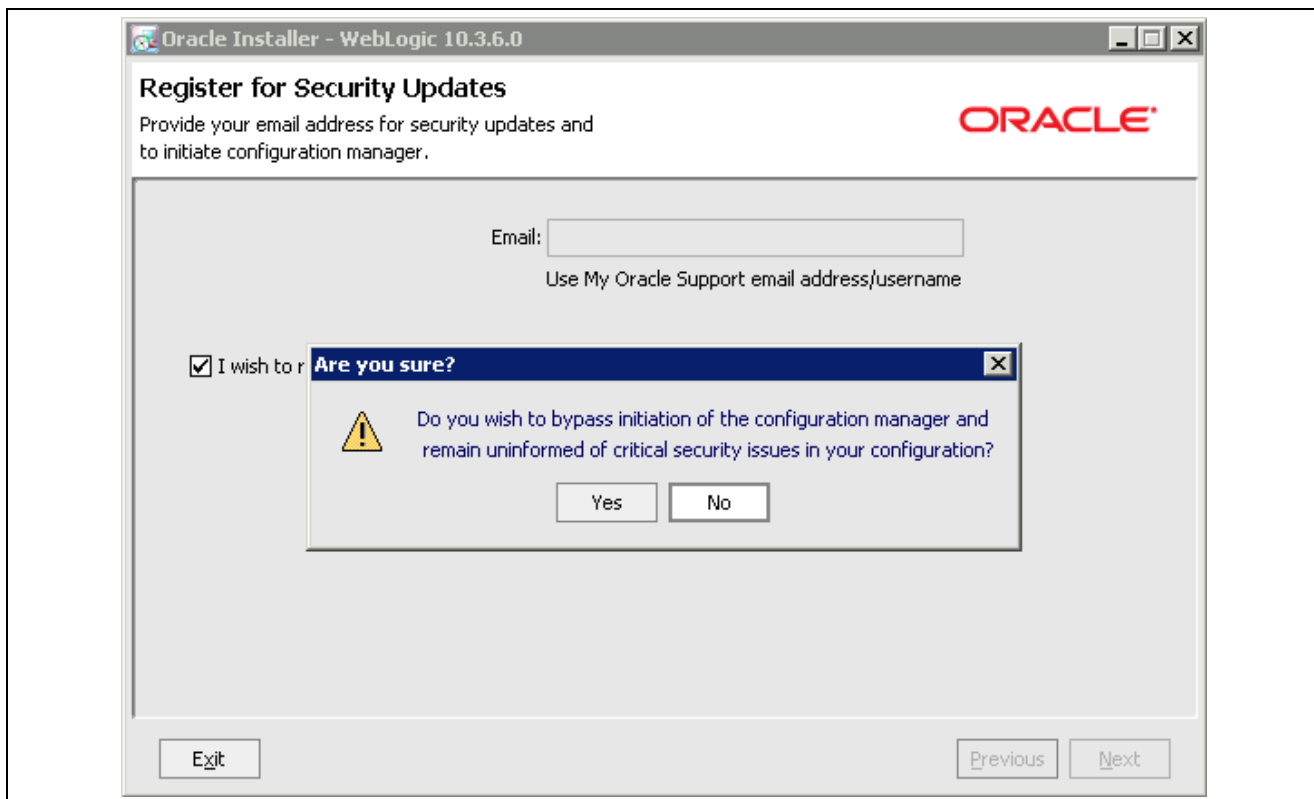 Oracle Installer - WebLogic 10.3.6.0
Register for Security Updates
Provide your email address for security updates and
to initiate configuration manager.
ORACLE
Email:
Use My Oracle Support email address/username
I wish to r
Are you sure?
Do you wish to bypass initiation of the configuration manager and
remain uninformed of critical security issues in your configuration?
Yes No
Exit Previous Next